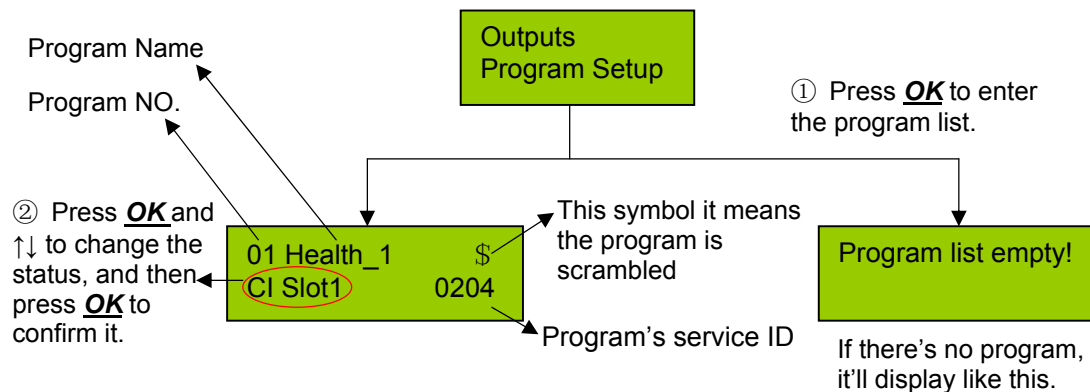 Program Name
Program NO.
Outputs
Program Setup
① Press OK to enter
the program list.
② Press OK and
↑↓ to change the
status, and then
press OK to
confirm it.
01 Health_1 $
CI Slot1 0204
This symbol it means
the program is
scrambled
Program's service ID
Program list empty!
If there's no program,
it'll display like this.